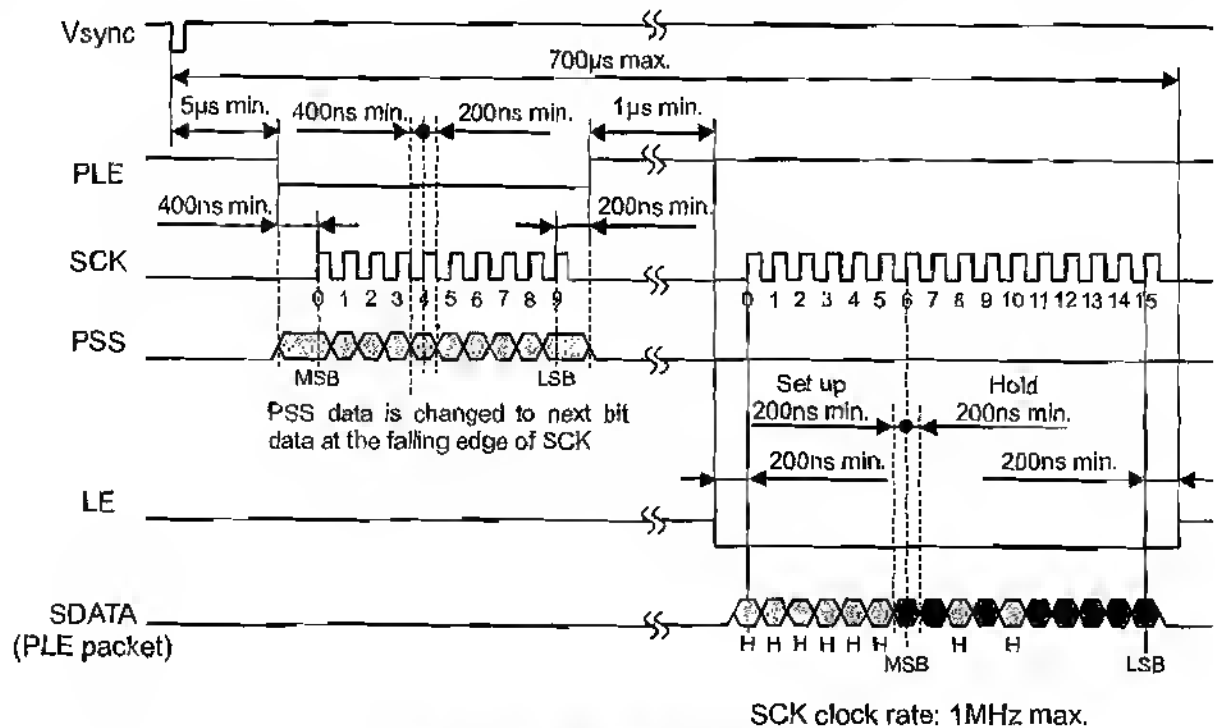 Vsync
700µs max.
5µs min. 400ns min. 200ns min. 1µs min.
PLE
400ns min. 200ns min.
SCK
0 1 2 3 4 5 6 7 8 9 0 1 2 3 4 5 6 7 8 9 10 11 12 13 14 15
PSS
MSB LSB
PSS data is changed to next bit
data at the falling edge of SCK
Set up Hold
200ns min. 200ns min.
200ns min. 200ns min.
LE
SDATA
(PLE packet)
H H H H H H H H
MSB LSB
SCK clock rate: 1MHz max.